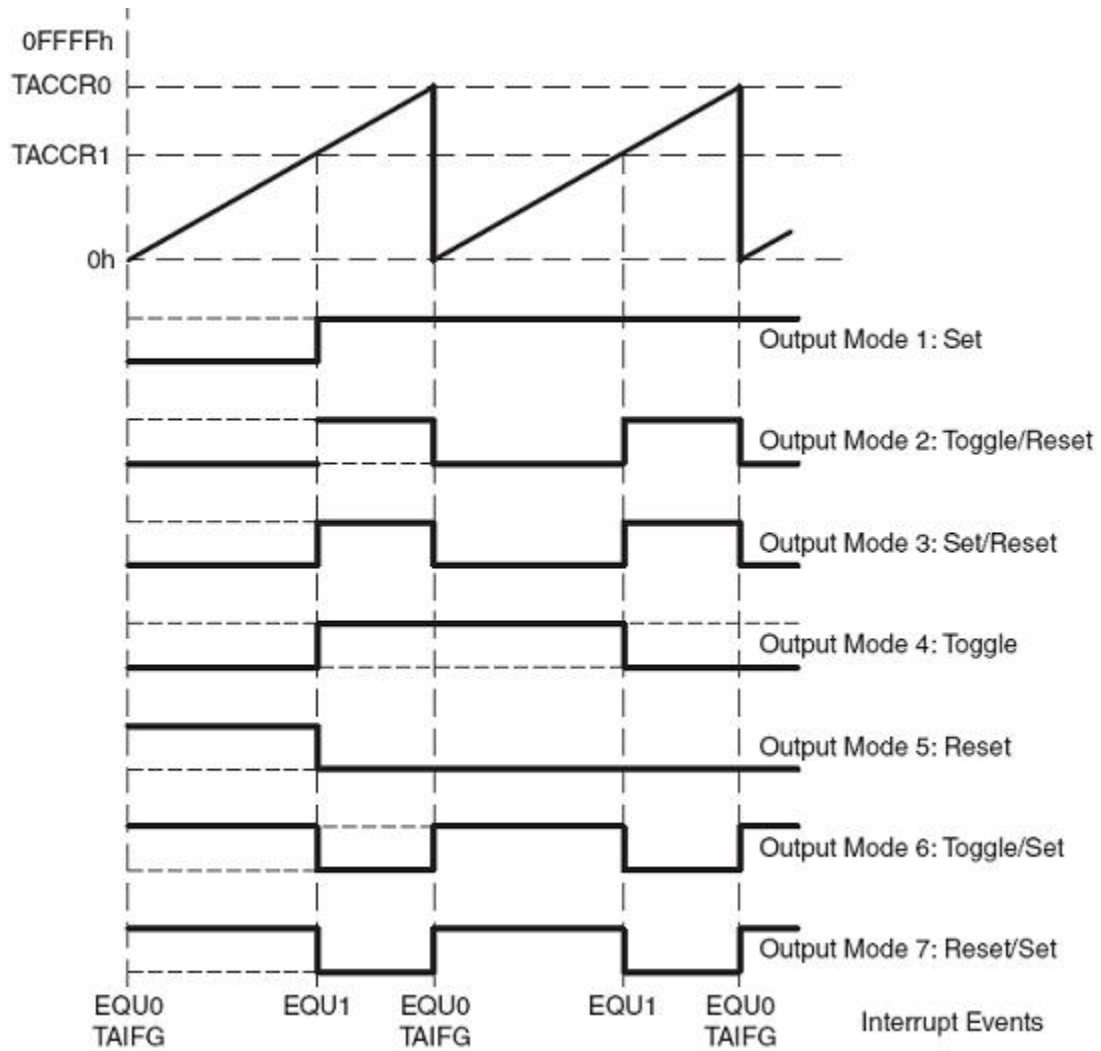 0FFFFh
TACCR0
TACCR1
0h
Output Mode 1: Set
Output Mode 2: Toggle/Reset
Output Mode 3: Set/Reset
Output Mode 4: Toggle
Output Mode 5: Reset
Output Mode 6: Toggle/Set
Output Mode 7: Reset/Set
EQU0 EQU1 EQU0 EQU1 EQU0
TAIFG TAIFG TAIFG
Interrupt Events